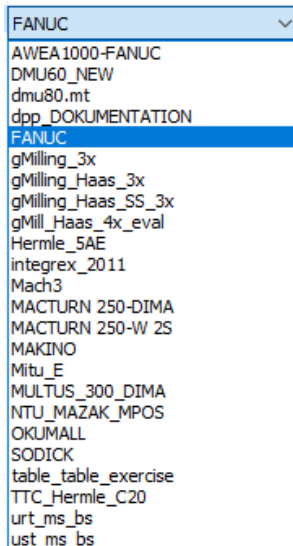 FANUC
AWEA1000-FANUC
DMU60_NEW
dmu80.mt
dpp_DOKUMENTATION
FANUC
gMilling_3x
gMilling_Haas_3x
gMilling_Haas_SS_3x
gMill_Haas_4x_eval
Hermle_5AE
integrex_2011
Mach3
MACTURN 250-DIMA
MACTURN 250-W 2S
MAKINO
Mitu_E
MULTUS_300_DIMA
NTU_MAZAK_MPOS
OKUMALL
SODICK
table_table_exercise
TTC_Hermle_C20
urt_ms_bs
ust_ms_bs